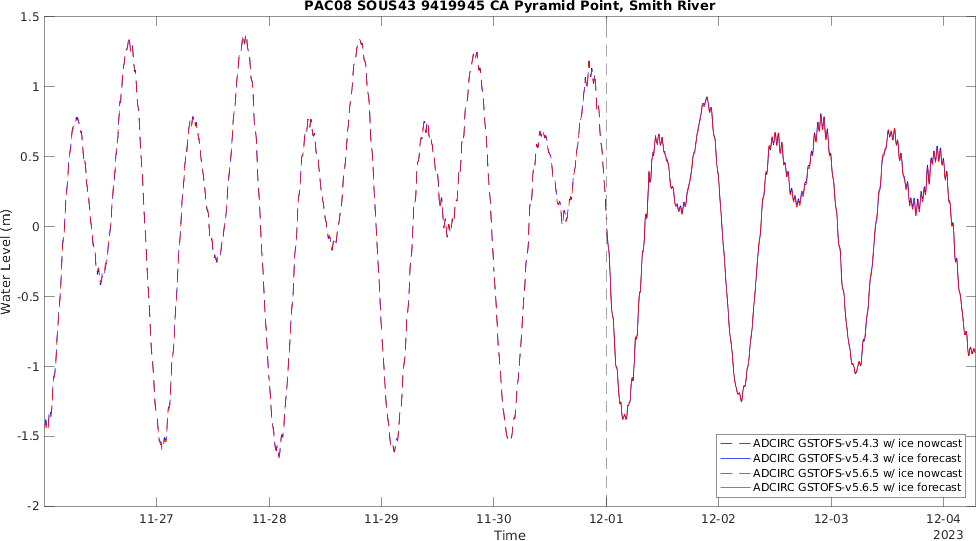 PAC08 SOUS43 9419945 CA Pyramid Point, Smith River
1.5
1
0.5
0
-0.5
-1
-1.5
-2
Water Level (m)
11-27
11-28
11-29
11-30
12-01
12-02
12-03
12-04
Time
2023
ADCIRC GSTOFS-v5.4.3 w/ ice nowcast
ADCIRC GSTOFS-v5.4.3 w/ ice forecast
ADCIRC GSTOFS-v5.6.5 w/ ice nowcast
ADCIRC GSTOFS-v5.6.5 w/ ice forecast